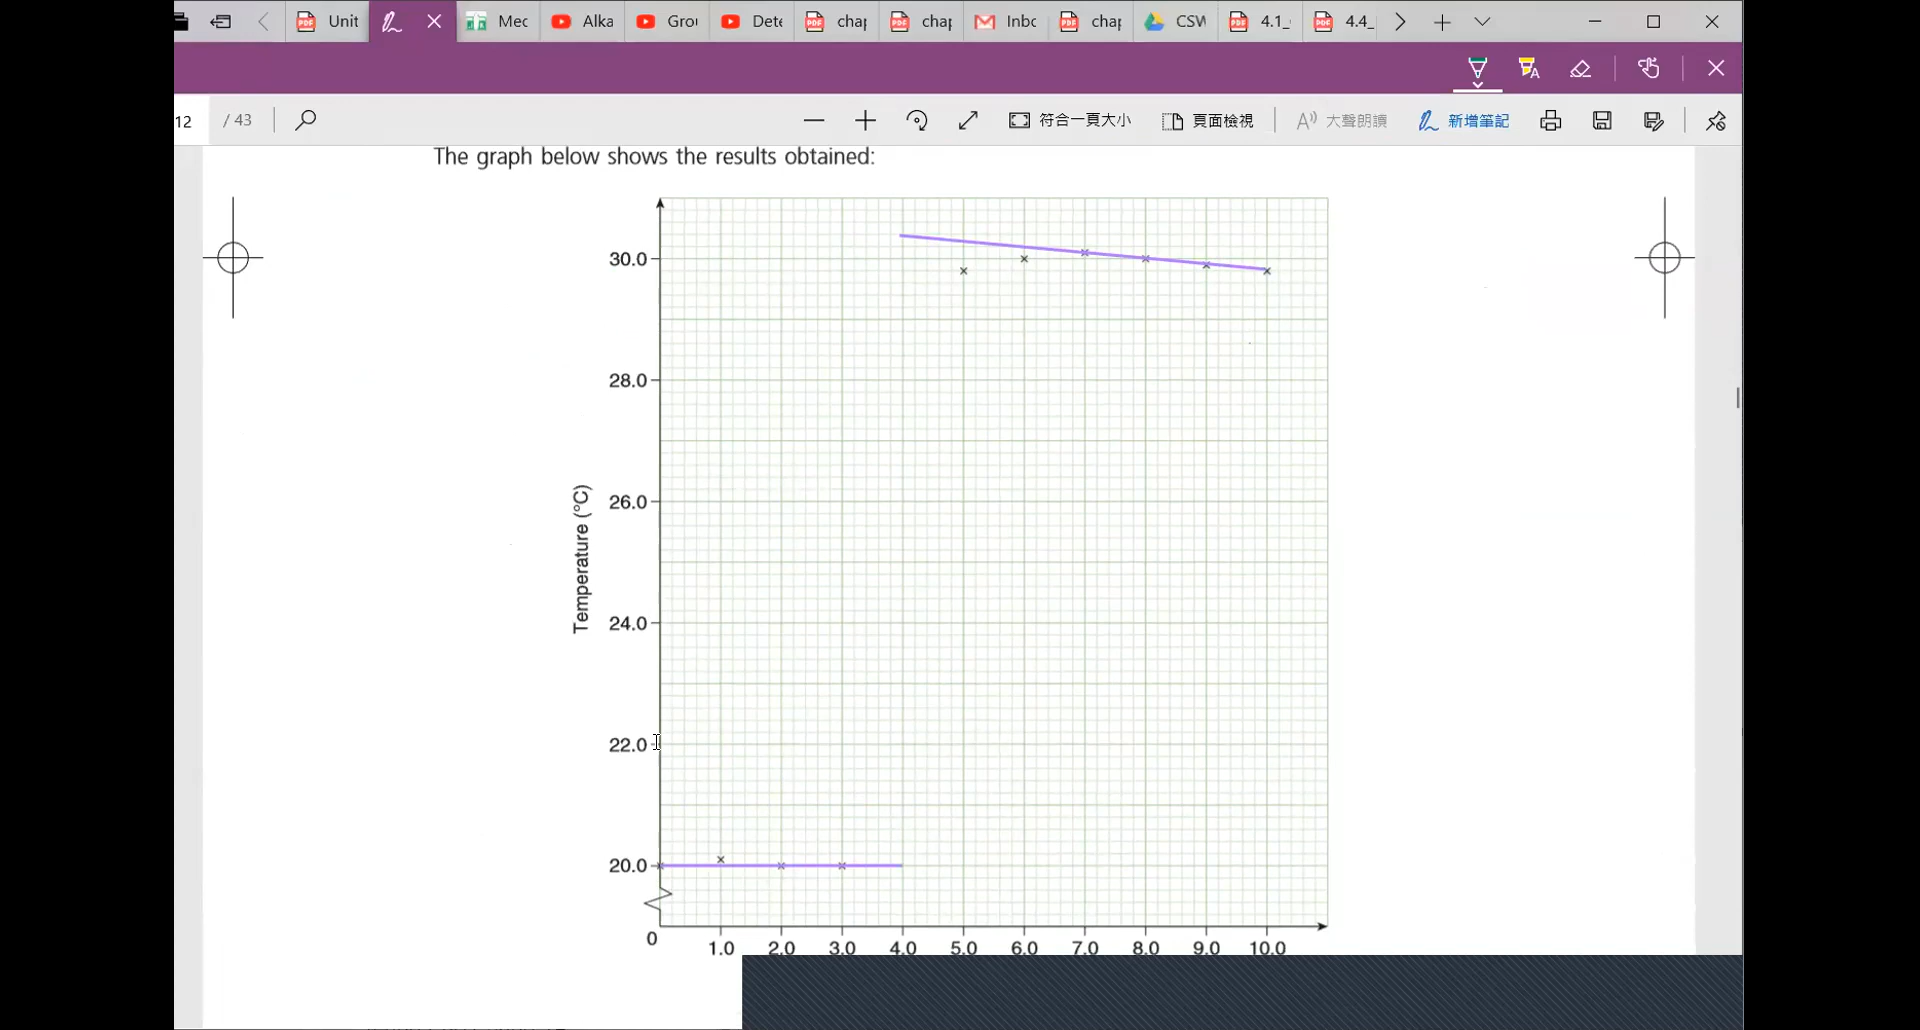 Unit
Mec
Alka
Grou
Dete
chap
chap
Inbc
chap
CSW
4.1_
4.4_
12 / 43
符合一頁大小
頁面檢視
大聲朗讀
新增筆記
The graph below shows the results obtained:
30.0
28.0
26.0
Temperature (°C)
24.0
22.0
20.0
0
1.0 2.0 3.0 4.0 5.0 6.0 7.0 8.0 9.0 10.0